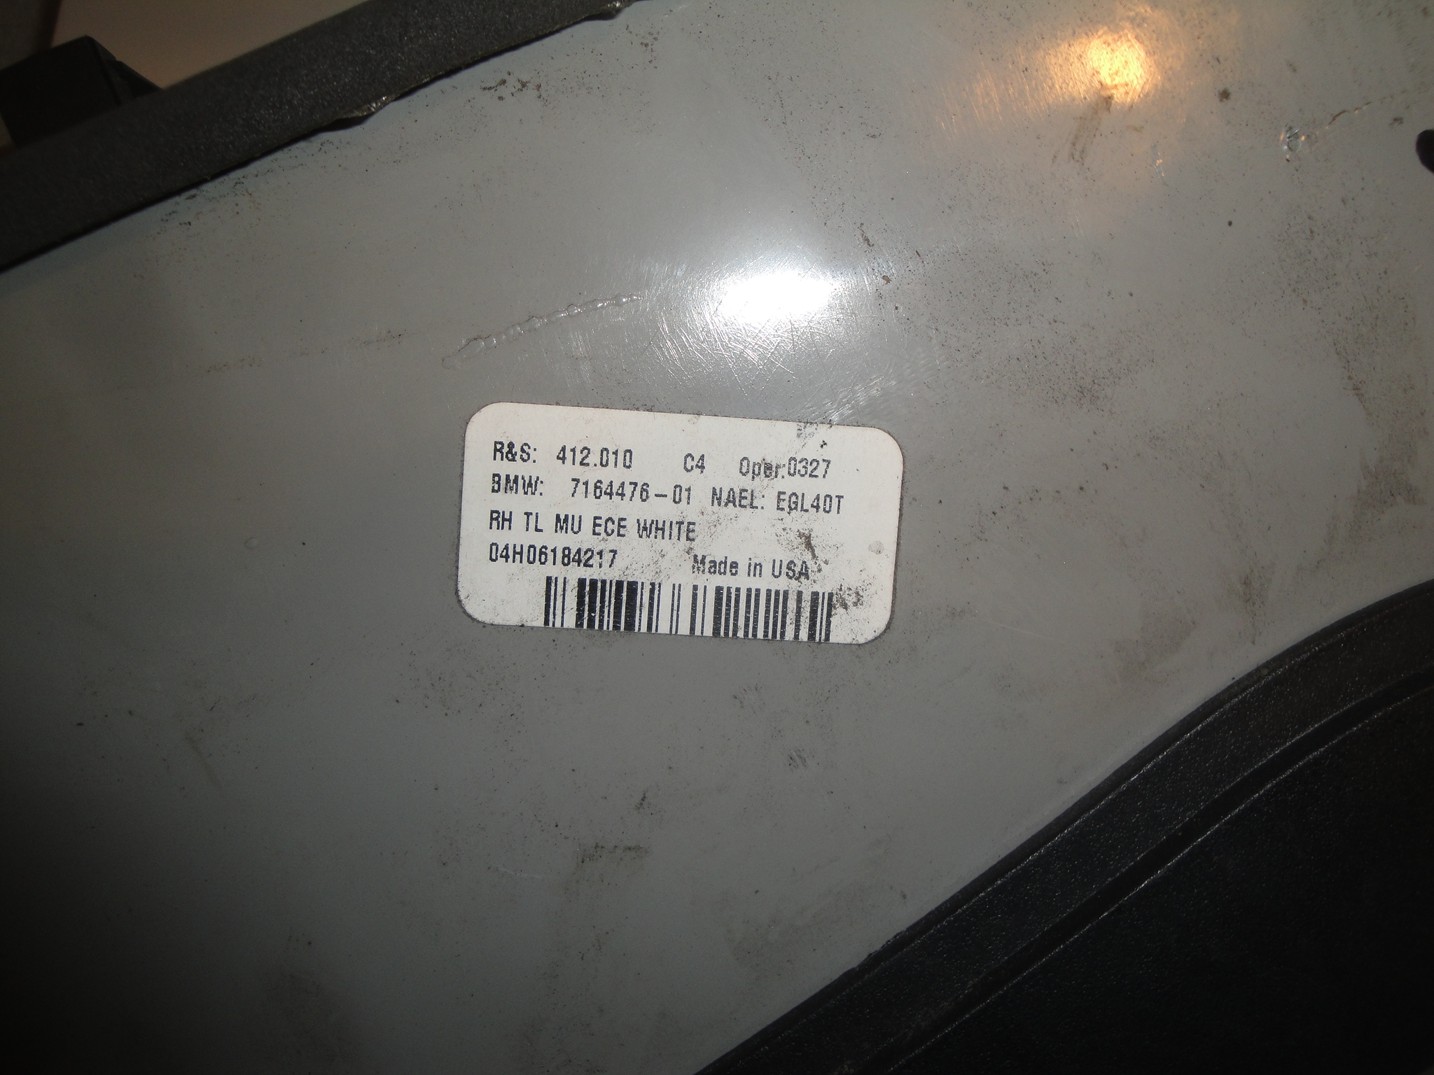 R&S: 412.010 C4 Oper:0327
BMW: 7164476-01 NAEL: EGL40T
RH TL MU ECE WHITE
04H06184217 Made in USA